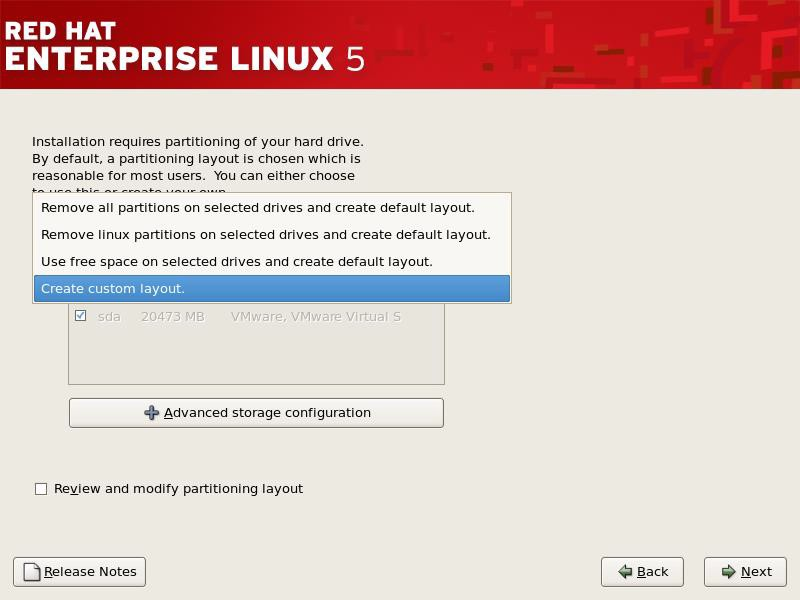 RED HAT
ENTERPRISE LINUX 5
Installation requires partitioning of your hard drive.
By default, a partitioning layout is chosen which is
reasonable for most users.  You can either choose
to use this or create your own.
Remove all partitions on selected drives and create default layout.
Remove linux partitions on selected drives and create default layout.
Use free space on selected drives and create default layout.
Create custom layout.
sda 20473 MB VMware, VMware Virtual S
Advanced storage configuration
Review and modify partitioning layout
Release Notes
Back
Next